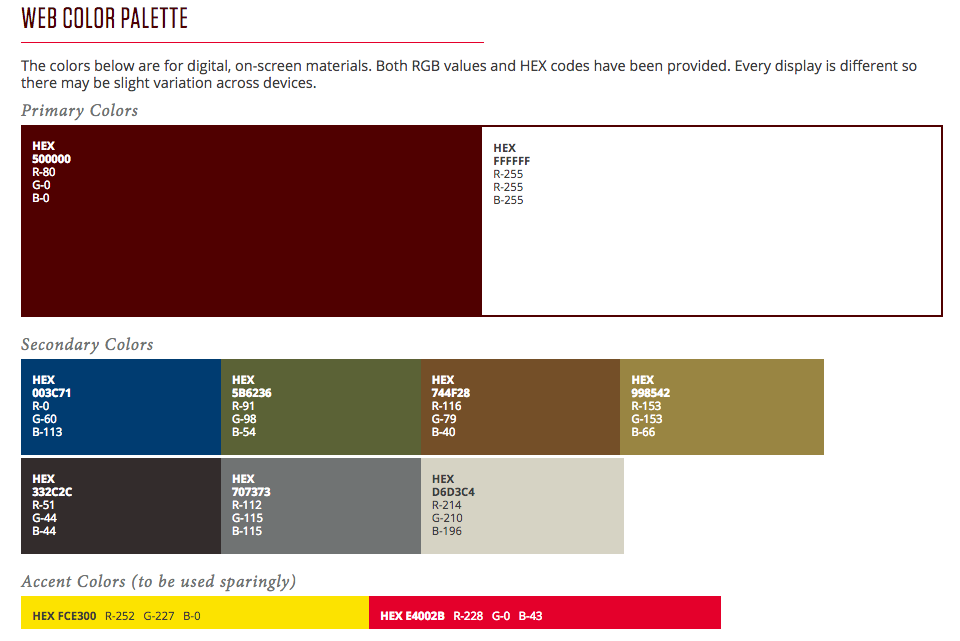 WEB COLOR PALETTE
The colors below are for digital, on-screen materials. Both RGB values and HEX codes have been provided. Every display is different so
there may be slight variation across devices.
Primary Colors
HEX
500000
R-80
G-0
B-0
HEX
FFFFFF
R-255
R-255
B-255
Secondary Colors
HEX
003C71
R-0
G-60
B-113
HEX
5B6236
R-91
G-98
B-54
HEX
744F28
R-116
G-79
B-40
HEX
998542
R-153
G-153
B-66
HEX
332C2C
R-51
G-44
B-44
HEX
707373
R-112
G-115
B-115
HEX
D6D3C4
R-214
G-210
B-196
Accent Colors (to be used sparingly)
HEX FCE300 R-252 G-227 B-0
HEX E4002B R-228 G-0 B-43